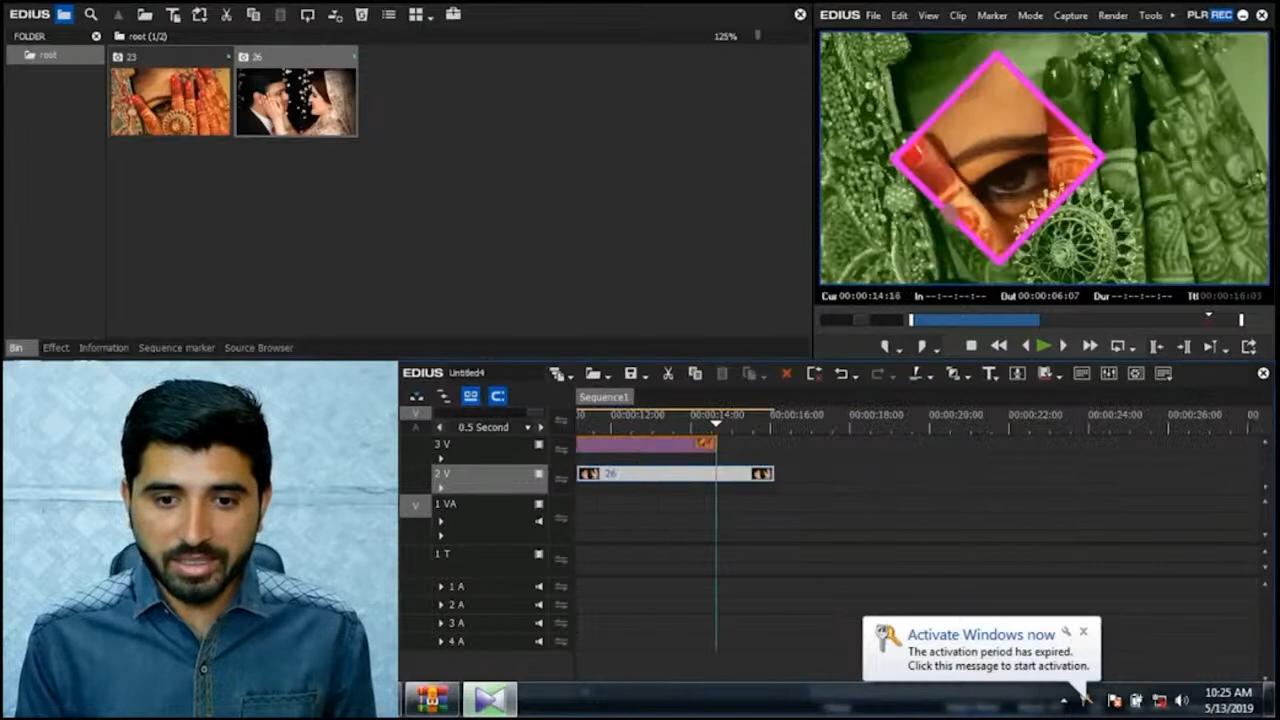 EDIUS
FOLDER
root (1/2)
125%
root
23
26
Bin
Effect
Information
Sequence marker
Source Browser
EDIUS File Edit View Clip Marker Mode Capture Render Tools PLR REC
Cur 00:00:14:16 In --:--:--:-- Out 00:00:06:07 Dur --:--:--:-- Ttl 00:00:16:03
EDIUS Untitled4
Sequence1
V
A
0.5 Second
00:00:12:00 00:00:14:00 00:00:16:00 00:00:18:00 00:00:20:00 00:00:22:00 00:00:24:00 00:00:26:00 00
3 V
2 V
26
V
1 VA
1 T
1 A
2 A
3 A
4 A
Activate Windows now
The activation period has expired.
Click this message to start activation.
10:25 AM
5/13/2019